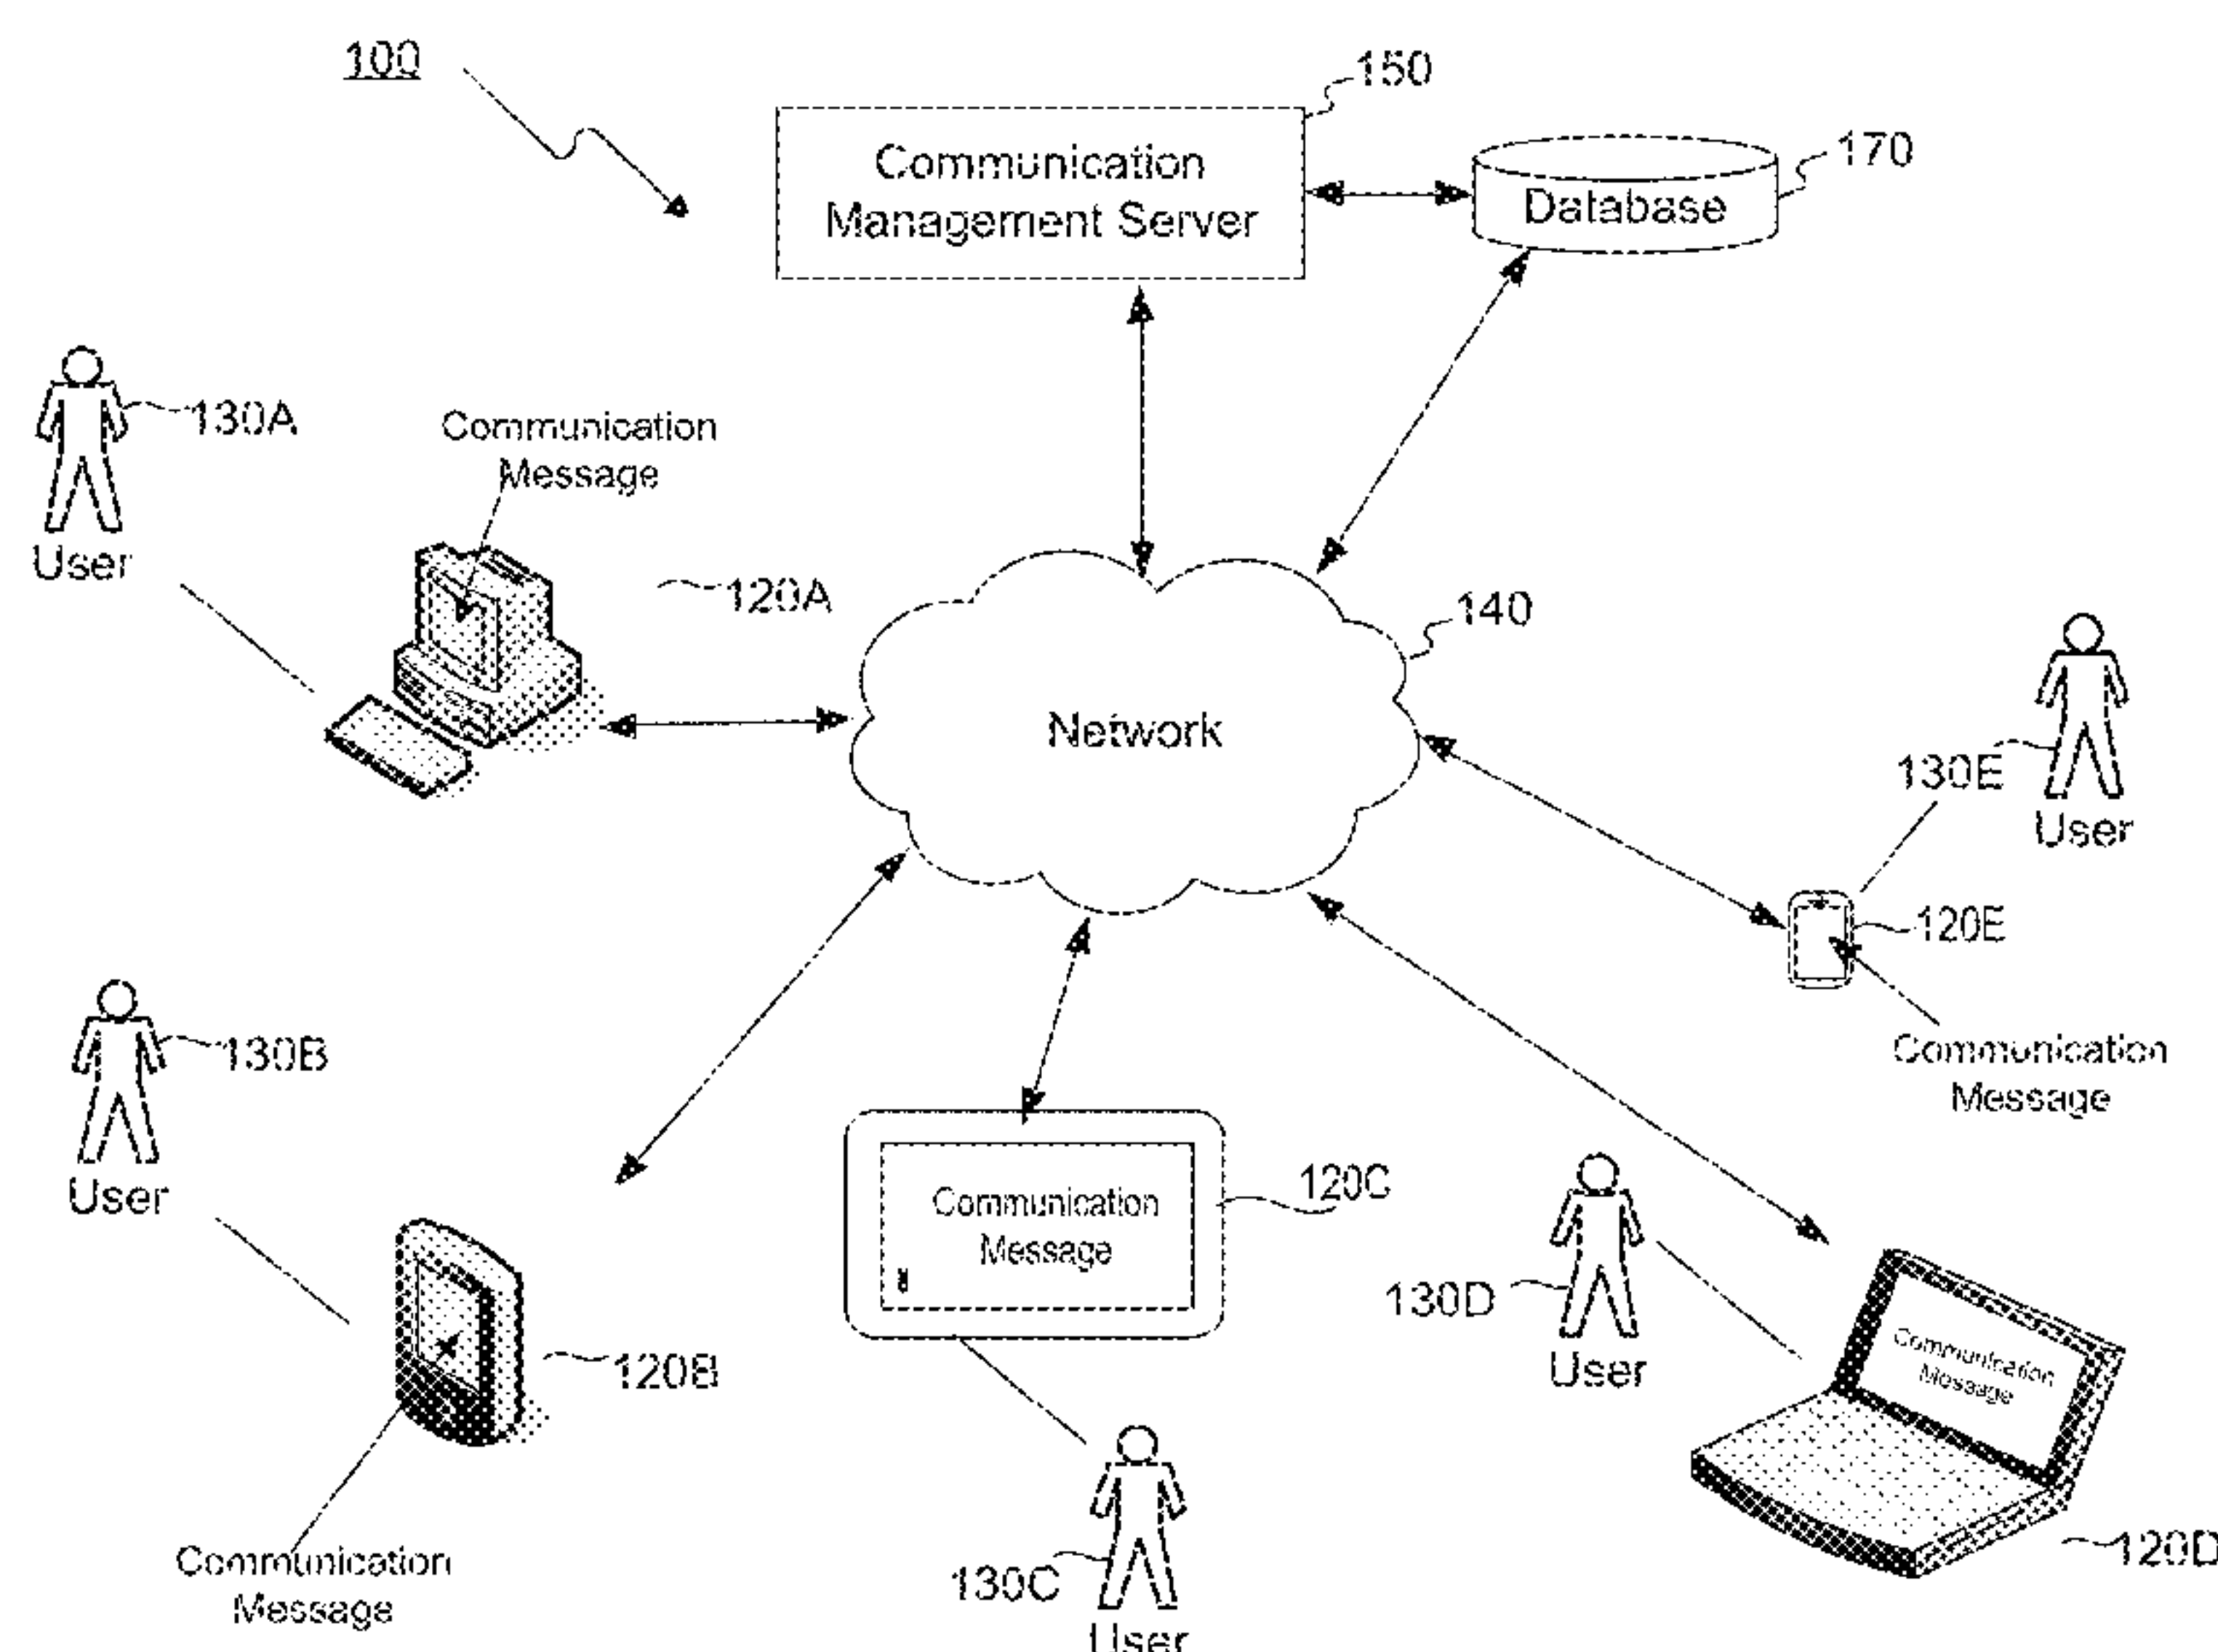 100
150
Communication
Management Server
170
Database
130A
User
Communication
Message
120A
140
Network
130E
User
120E
Communication
Message
130B
User
120B
Communication
Message
120C
Communication
Message
130C
User
130D
User
Communication
Message
120D